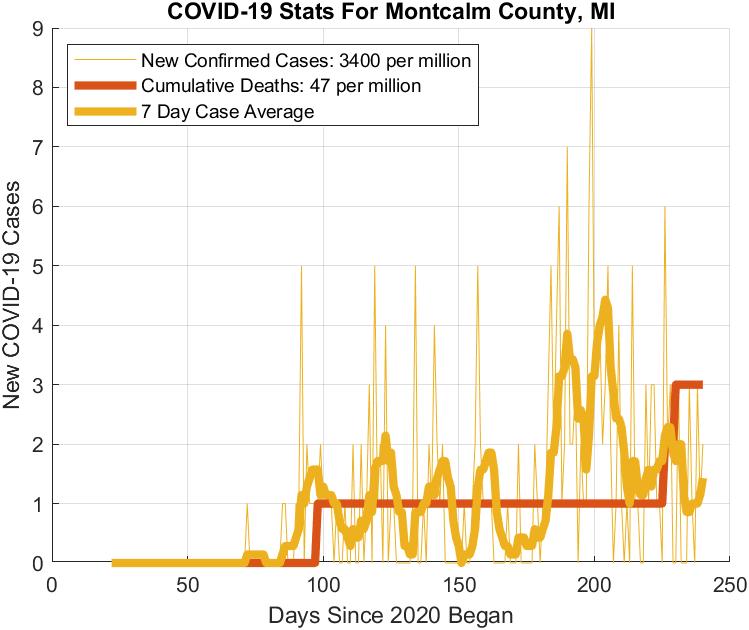 COVID-19 Stats For Montcalm County, MI
New Confirmed Cases: 3400 per million
Cumulative Deaths: 47 per million
7 Day Case Average
New COVID-19 Cases
9
8
7
6
5
4
3
2
1
0
0 50 100 150 200 250
Days Since 2020 Began